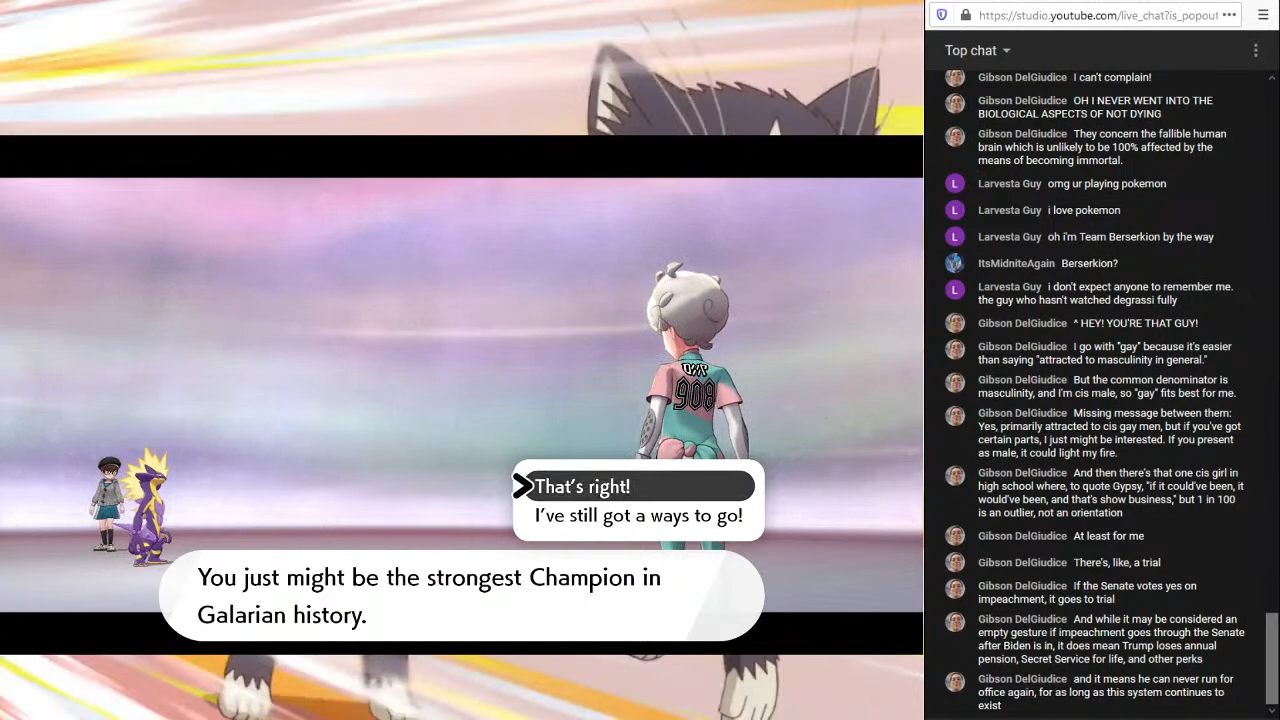 https://studio.youtube.com/live_chat?is_popout
Top chat
Gibson DelGiudice I can't complain!
Gibson DelGiudice OH I NEVER WENT INTO THE
BIOLOGICAL ASPECTS OF NOT DYING
Gibson DelGiudice They concern the fallible human
brain which is unlikely to be 100% affected by the
means of becoming immortal.
L Larvesta Guy omg ur playing pokemon
L Larvesta Guy i love pokemon
L Larvesta Guy oh i'm Team Berserkion by the way
ItsMidniteAgain Berserkion?
L Larvesta Guy i don't expect anyone to remember me.
the guy who hasn't watched degrassi fully
Gibson DelGiudice ^ HEY! YOU'RE THAT GUY!
Gibson DelGiudice I go with "gay" because it's easier
than saying "attracted to masculinity in general."
Gibson DelGiudice But the common denominator is
masculinity, and I'm cis male, so "gay" fits best for me.
Gibson DelGiudice Missing message between them:
Yes, primarily attracted to cis gay men, but if you've got
certain parts, I just might be interested. If you present
as male, it could light my fire.
Gibson DelGiudice And then there's that one cis girl in
high school where, to quote Gypsy, "if it could've been, it
would've been, and that's show business," but 1 in 100
is an outlier, not an orientation
Gibson DelGiudice At least for me
Gibson DelGiudice There's, like, a trial
Gibson DelGiudice If the Senate votes yes on
impeachment, it goes to trial
Gibson DelGiudice And while it may be considered an
empty gesture if impeachment goes through the Senate
after Biden is in, it does mean Trump loses annual
pension, Secret Service for life, and other perks
Gibson DelGiudice and it means he can never run for
office again, for as long as this system continues to
exist
908
That's right!
I've still got a ways to go!
You just might be the strongest Champion in
Galarian history.